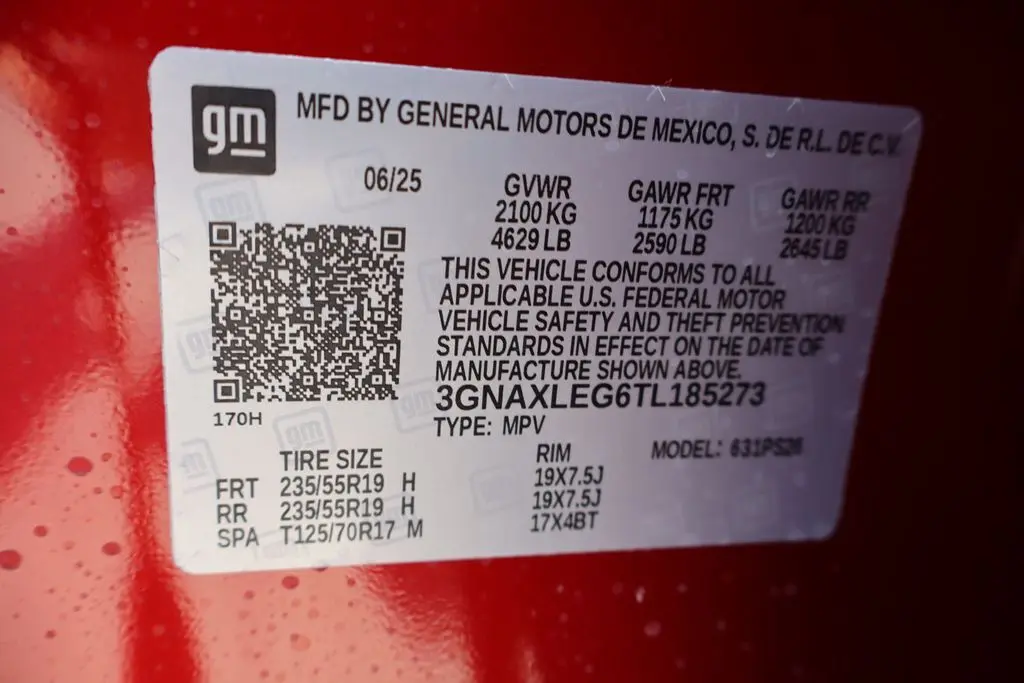 gm MFD BY GENERAL MOTORS DE MEXICO, S. DE R.L. DE C.V.
06/25
GVWR GAWR FRT GAWR RR
2100 KG 1175 KG 1200 KG
4629 LB 2590 LB 2645 LB
THIS VEHICLE CONFORMS TO ALL
APPLICABLE U.S. FEDERAL MOTOR
VEHICLE SAFETY AND THEFT PREVENTION
STANDARDS IN EFFECT ON THE DATE OF
MANUFACTURE SHOWN ABOVE.
3GNAXLEG6TL185273
170H
TYPE: MPV
TIRE SIZE RIM MODEL: 631PS26
FRT 235/55R19 H 19X7.5J
RR 235/55R19 H 19X7.5J
SPA T125/70R17 M 17X4BT